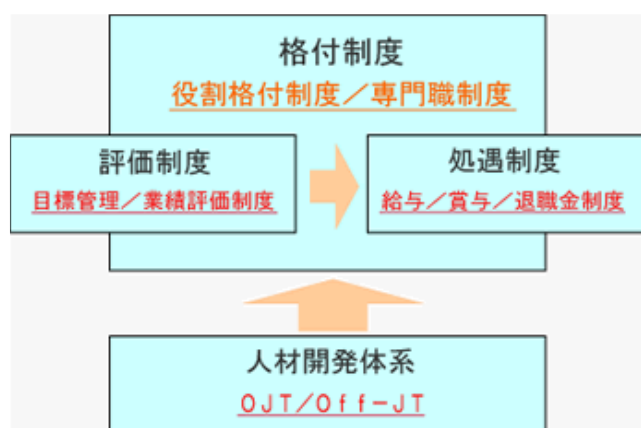 格付制度
役割格付制度／専門職制度
評価制度
目標管理／業績評価制度
処遇制度
給与／賞与／退職金制度
人材開発体系
ＯＪＴ／Ｏｆｆ－ＪＴ